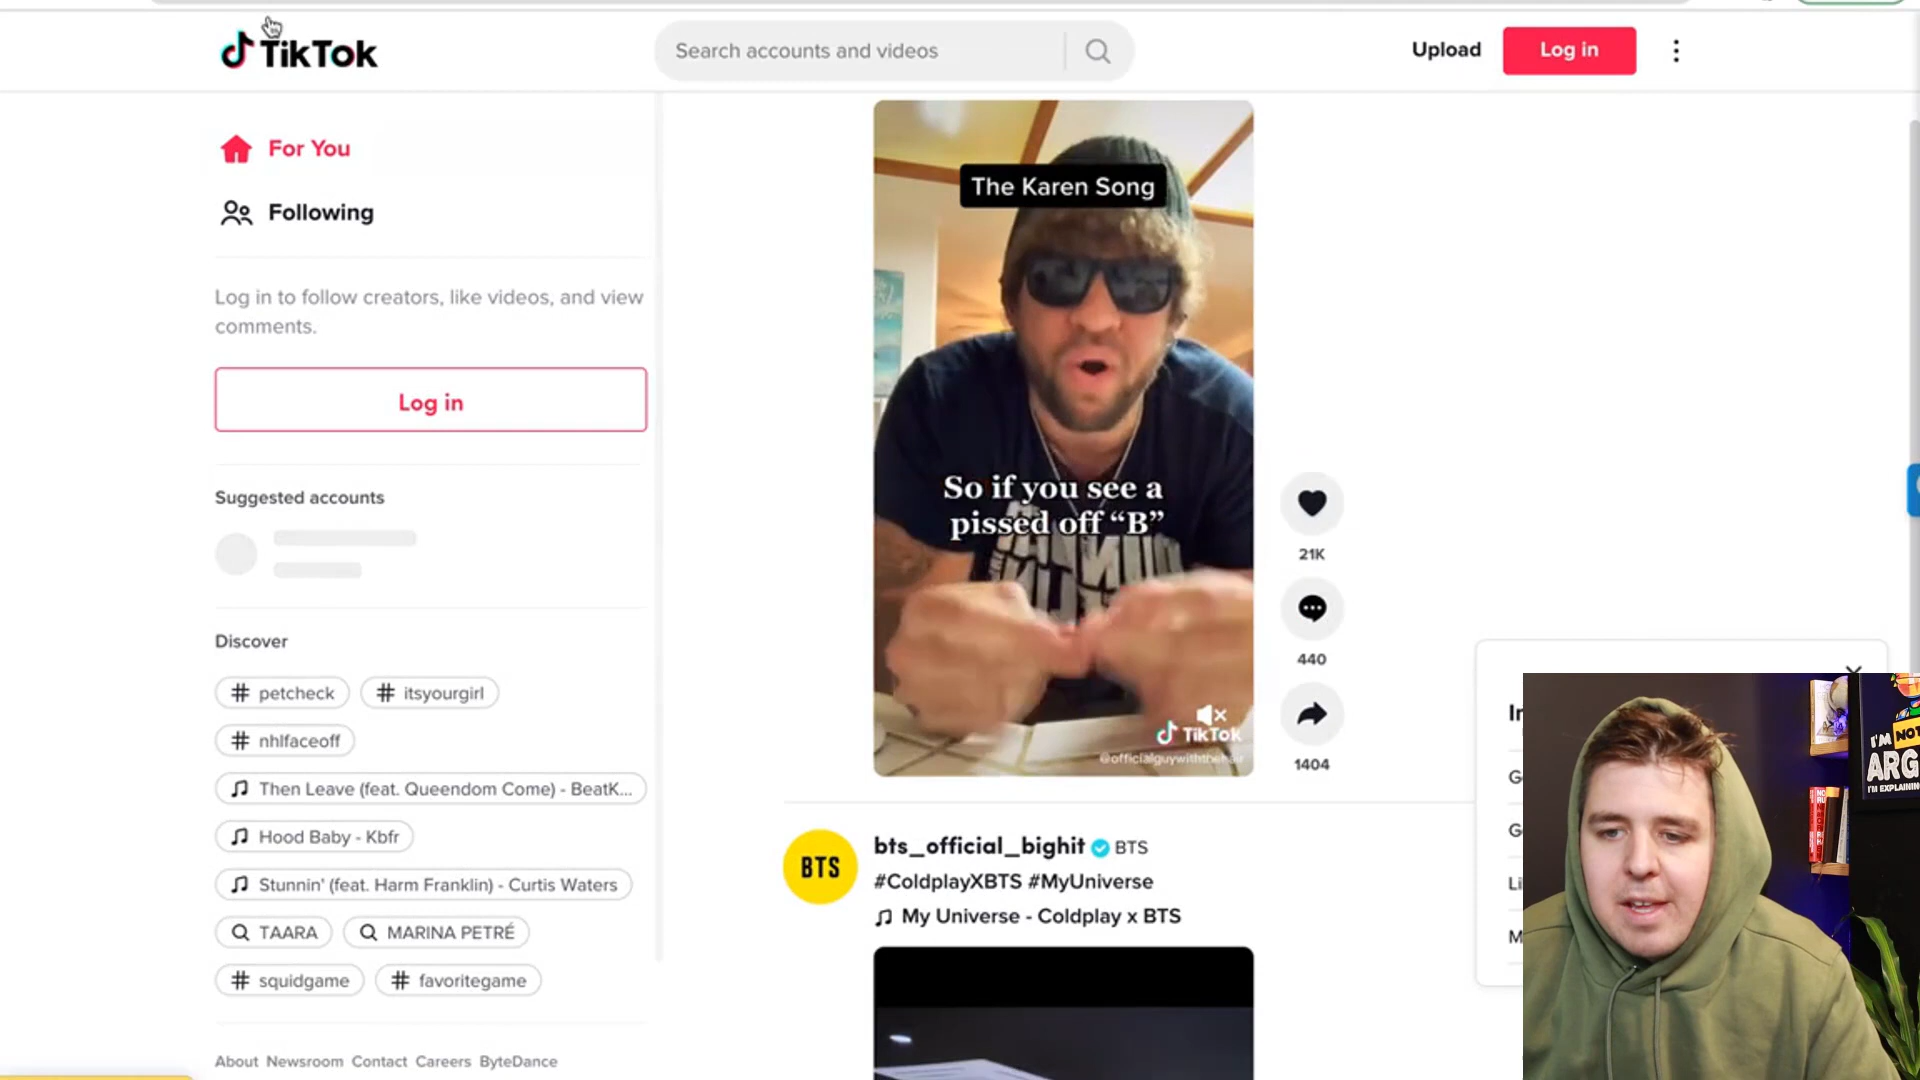 TikTok
Search accounts and videos
Upload
Log in
For You
Following
Log in to follow creators, like videos, and view
comments.
Log in
Suggested accounts
Discover
# petcheck
# itsyourgirl
# nhlfaceoff
Then Leave (feat. Queendom Come) - BeatK...
Hood Baby - Kbfr
Stunnin' (feat. Harm Franklin) - Curtis Waters
TAARA
MARINA PETRÉ
# squidgame
# favoritegame
About Newsroom Contact Careers ByteDance
The Karen Song
So if you see a
pissed off “B”
TikTok
21K
440
1404
BTS
bts_official_bighit BTS
#ColdplayXBTS #MyUniverse
My Universe - Coldplay x BTS
I'M NOT
ARG
I'M EXPLAINING